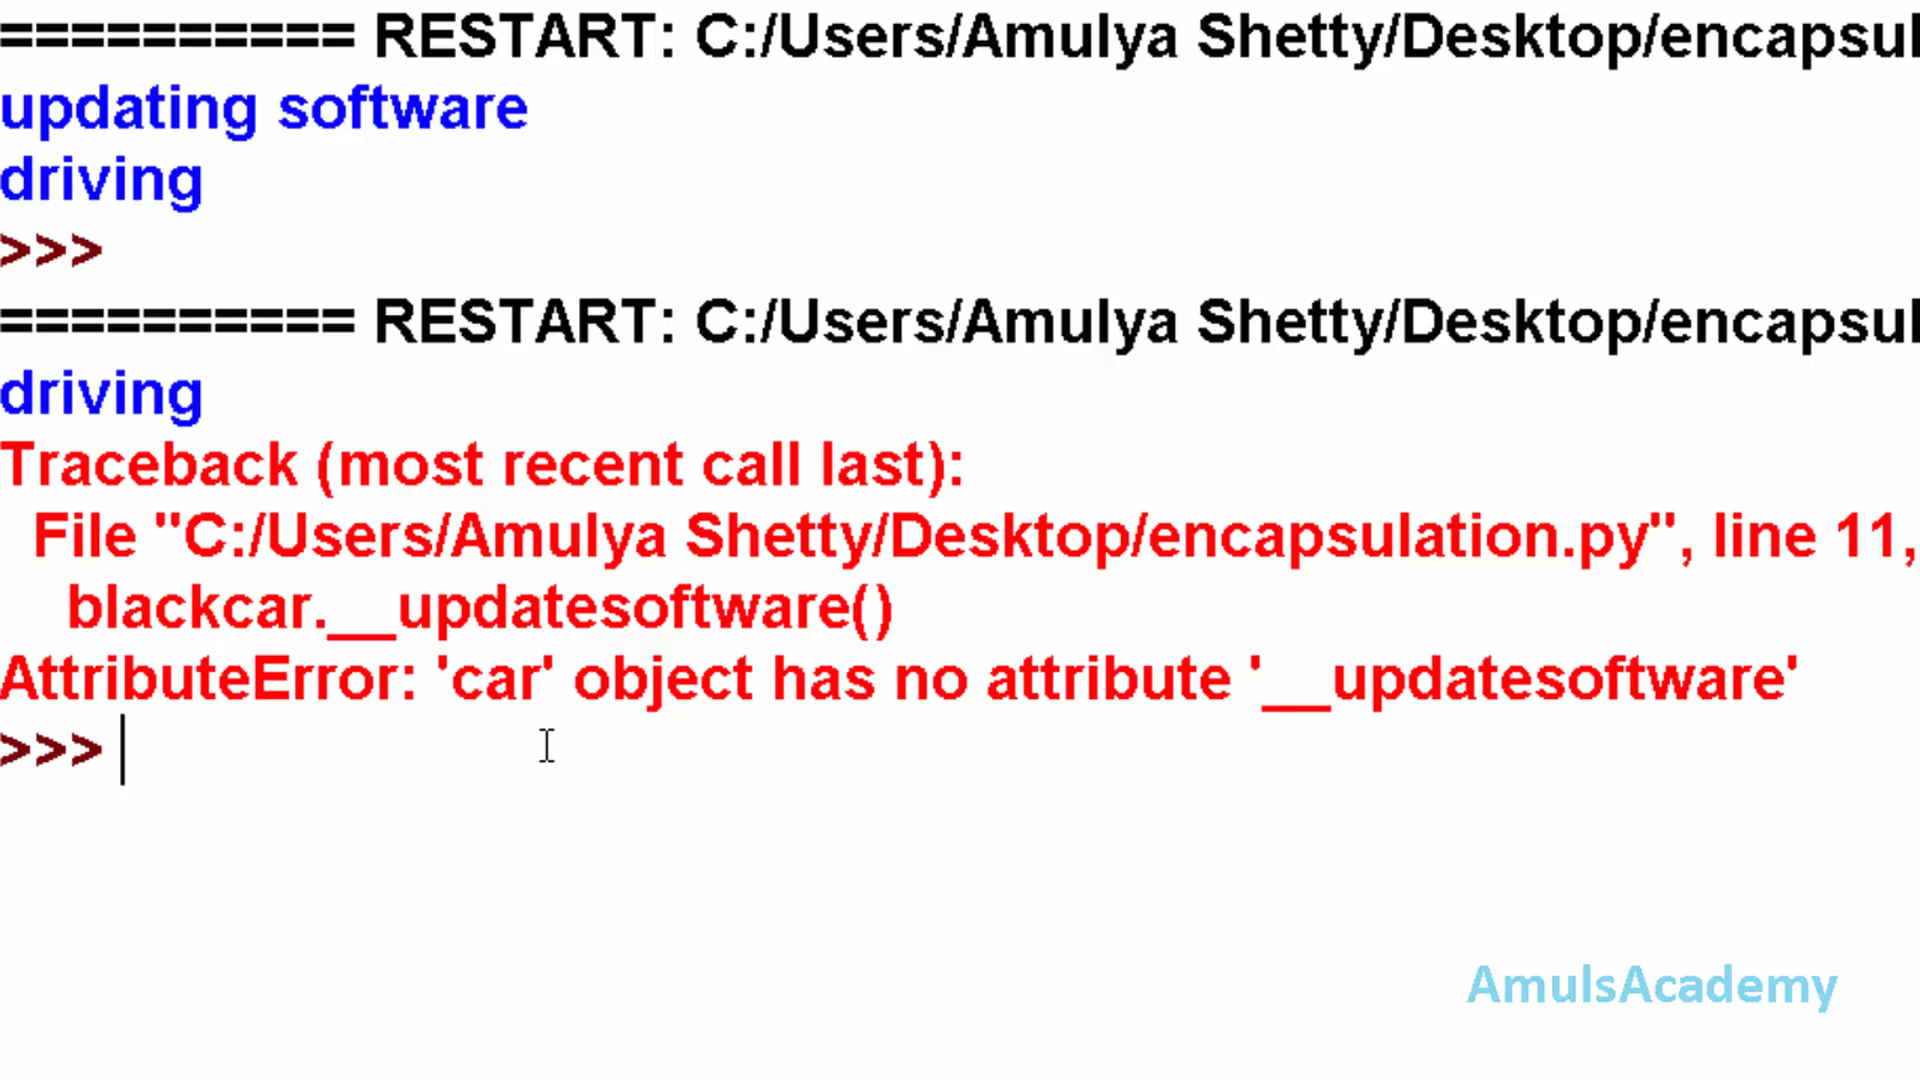 ========== RESTART: C:/Users/Amulya Shetty/Desktop/encapsul
updating software
driving
>>>
========== RESTART: C:/Users/Amulya Shetty/Desktop/encapsul
driving
Traceback (most recent call last):
  File "C:/Users/Amulya Shetty/Desktop/encapsulation.py", line 11,
    blackcar.__updatesoftware()
AttributeError: 'car' object has no attribute '__updatesoftware'
>>>
AmulsAcademy